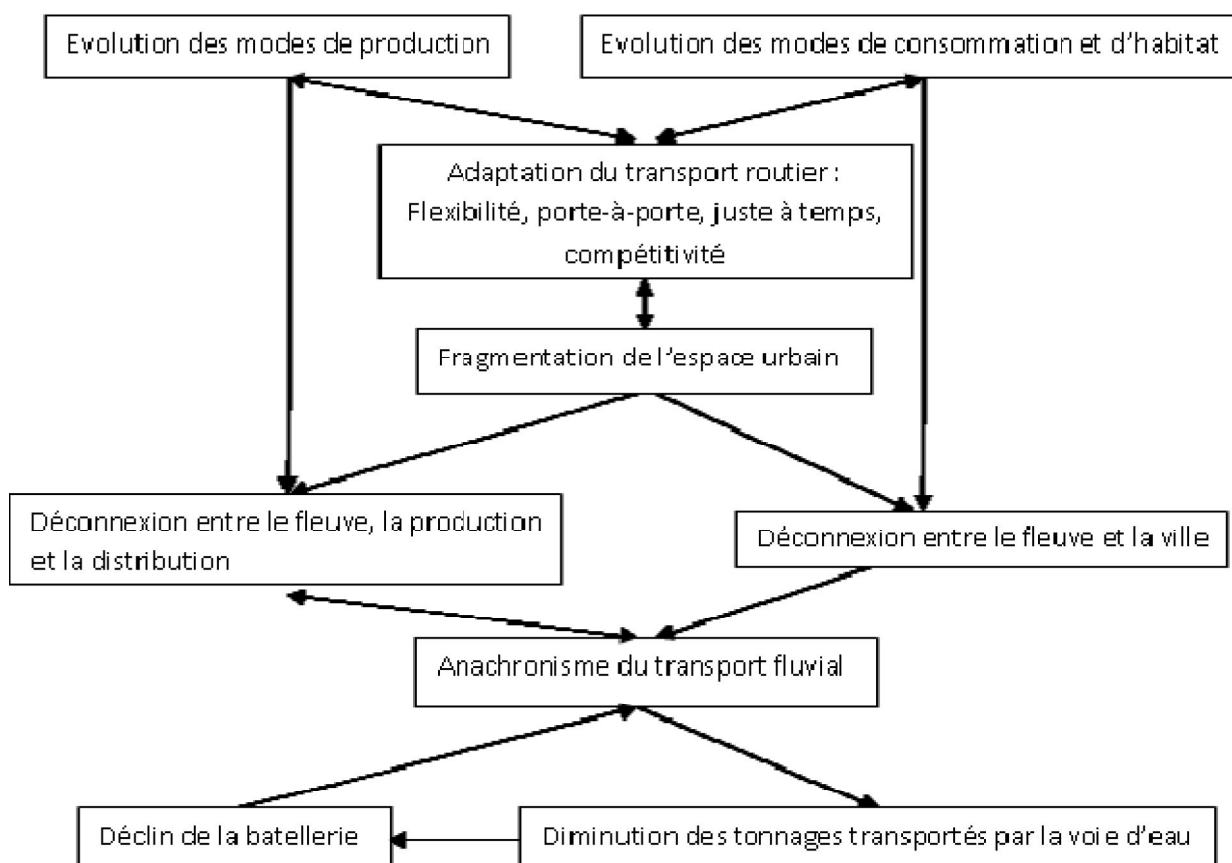 Evolution des modes de production
Evolution des modes de consommation et d'habitat
Adaptation du transport routier :
Flexibilité, porte-à-porte, juste à temps,
compétitivité
Fragmentation de l'espace urbain
Déconnexion entre le fleuve, la production
et la distribution
Déconnexion entre le fleuve et la ville
Anachronisme du transport fluvial
Déclin de la batellerie
Diminution des tonnages transportés par la voie d'eau